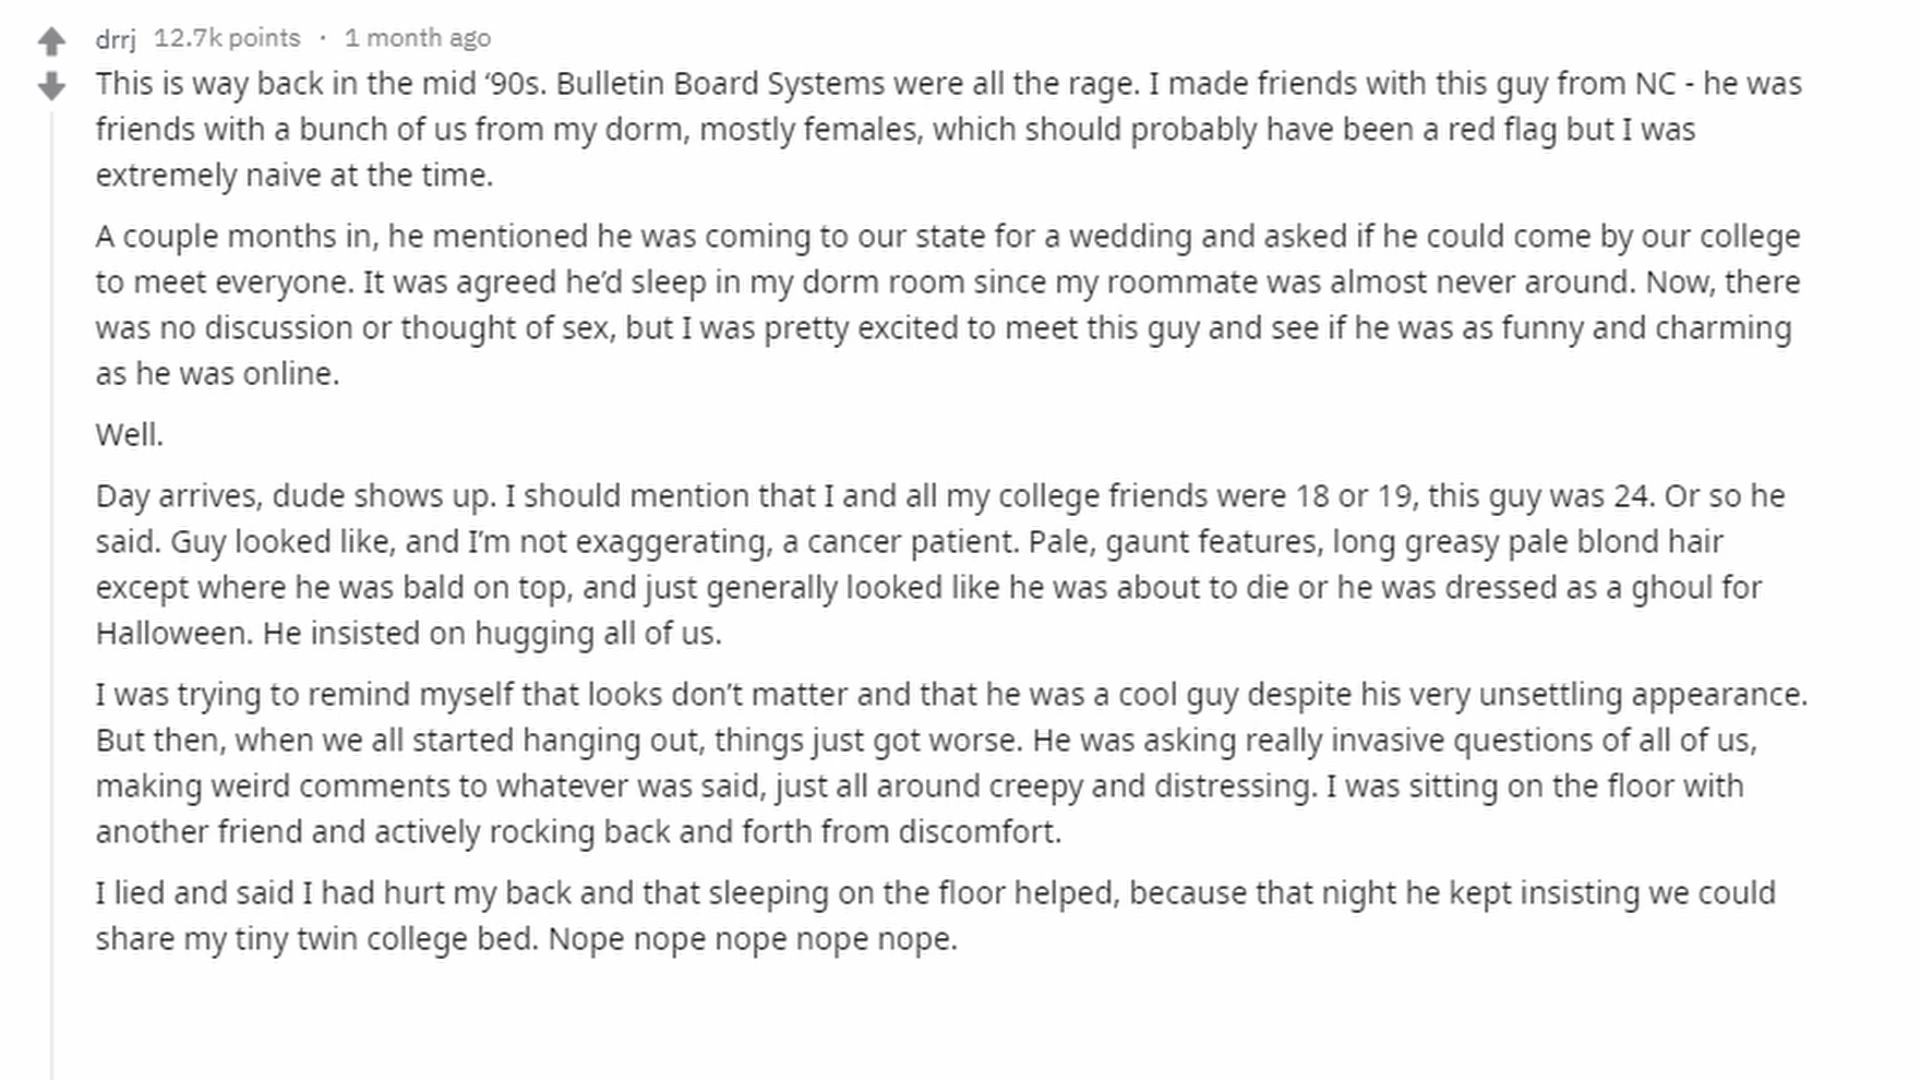 drrj 12.7k points · 1 month ago
This is way back in the mid ‘90s. Bulletin Board Systems were all the rage. I made friends with this guy from NC - he was
friends with a bunch of us from my dorm, mostly females, which should probably have been a red flag but I was
extremely naive at the time.
A couple months in, he mentioned he was coming to our state for a wedding and asked if he could come by our college
to meet everyone. It was agreed he’d sleep in my dorm room since my roommate was almost never around. Now, there
was no discussion or thought of sex, but I was pretty excited to meet this guy and see if he was as funny and charming
as he was online.
Well.
Day arrives, dude shows up. I should mention that I and all my college friends were 18 or 19, this guy was 24. Or so he
said. Guy looked like, and I’m not exaggerating, a cancer patient. Pale, gaunt features, long greasy pale blond hair
except where he was bald on top, and just generally looked like he was about to die or he was dressed as a ghoul for
Halloween. He insisted on hugging all of us.
I was trying to remind myself that looks don’t matter and that he was a cool guy despite his very unsettling appearance.
But then, when we all started hanging out, things just got worse. He was asking really invasive questions of all of us,
making weird comments to whatever was said, just all around creepy and distressing. I was sitting on the floor with
another friend and actively rocking back and forth from discomfort.
I lied and said I had hurt my back and that sleeping on the floor helped, because that night he kept insisting we could
share my tiny twin college bed. Nope nope nope nope nope.